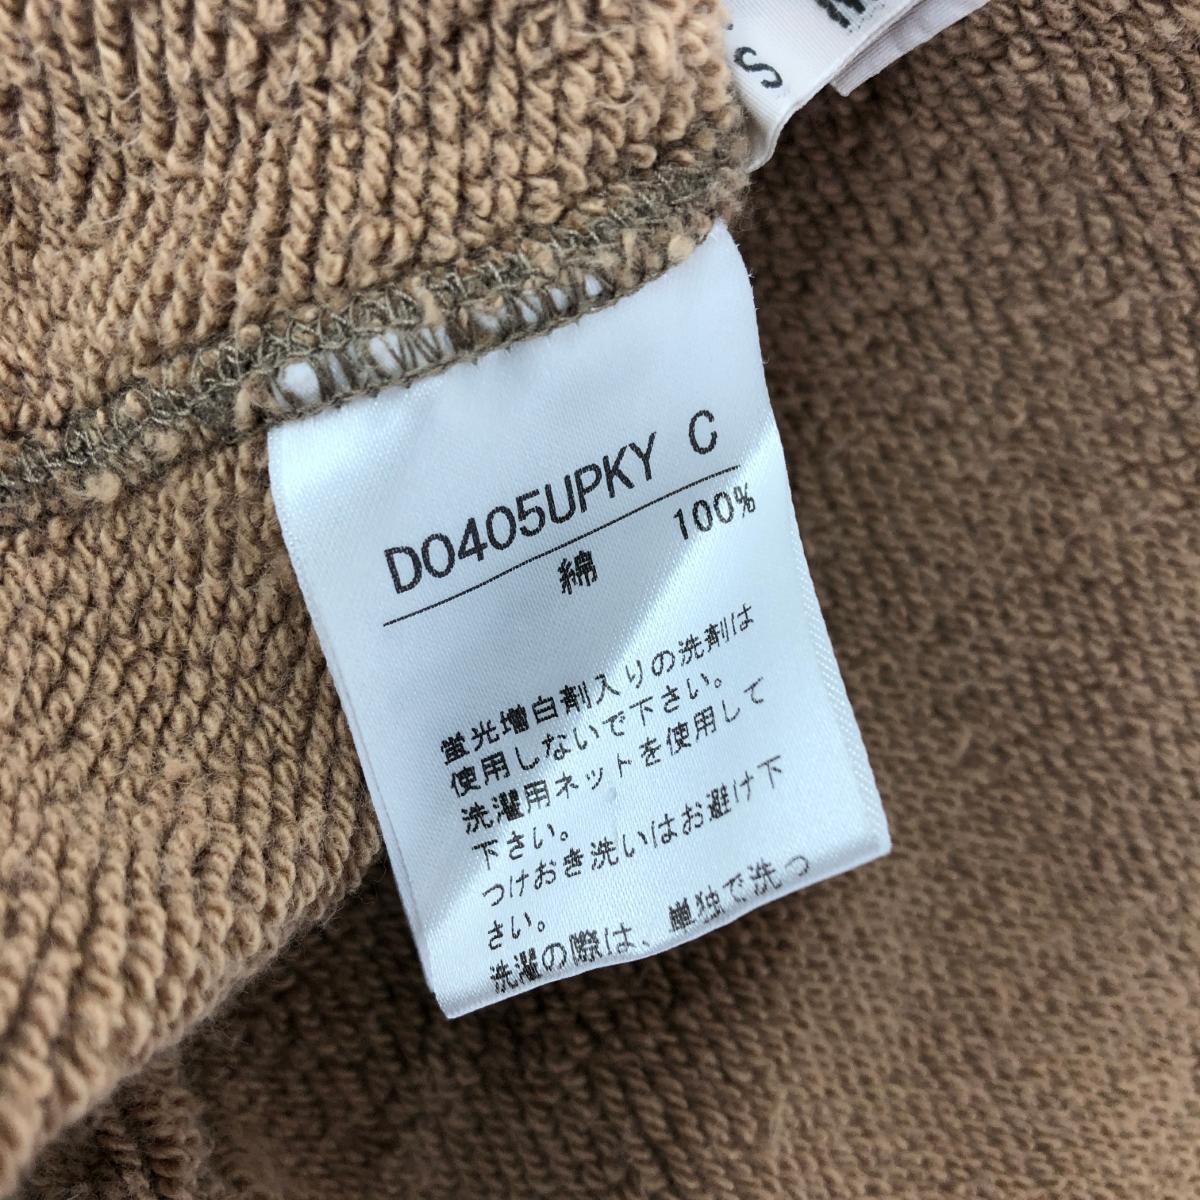 S
D0405UPKY C
綿 100%
蛍光増白剤入りの洗剤は
使用しないで下さい。
洗濯用ネットを使用して
下さい。
つけおき洗いはお避け下
さい。
洗濯の際は、単独で洗っ